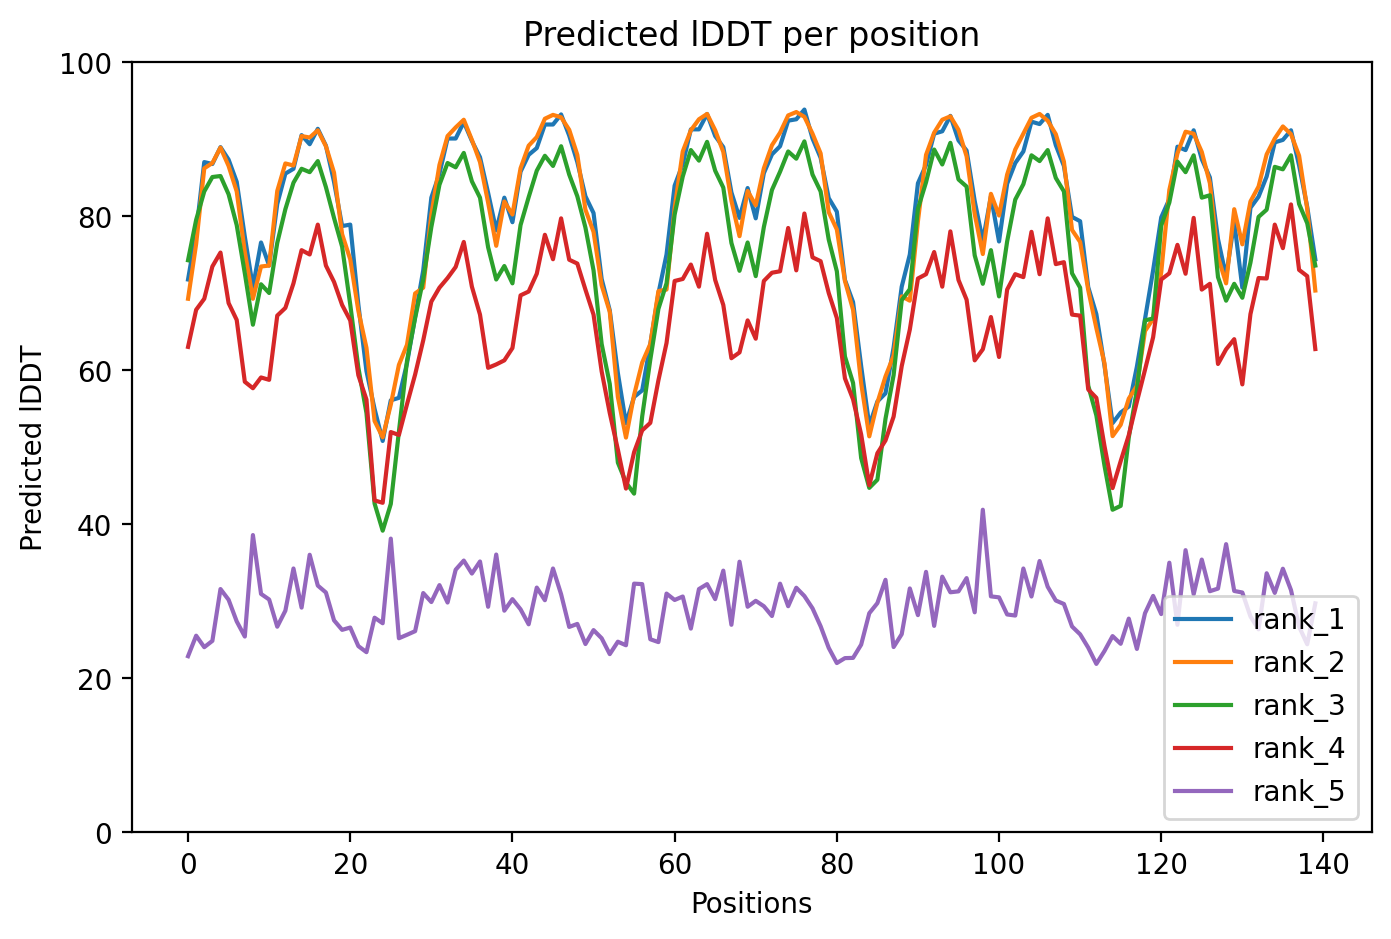 Predicted lDDT per position
Predicted lDDT
100
80
60
40
20
0
0 20 40 60 80 100 120 140
Positions
rank_1
rank_2
rank_3
rank_4
rank_5